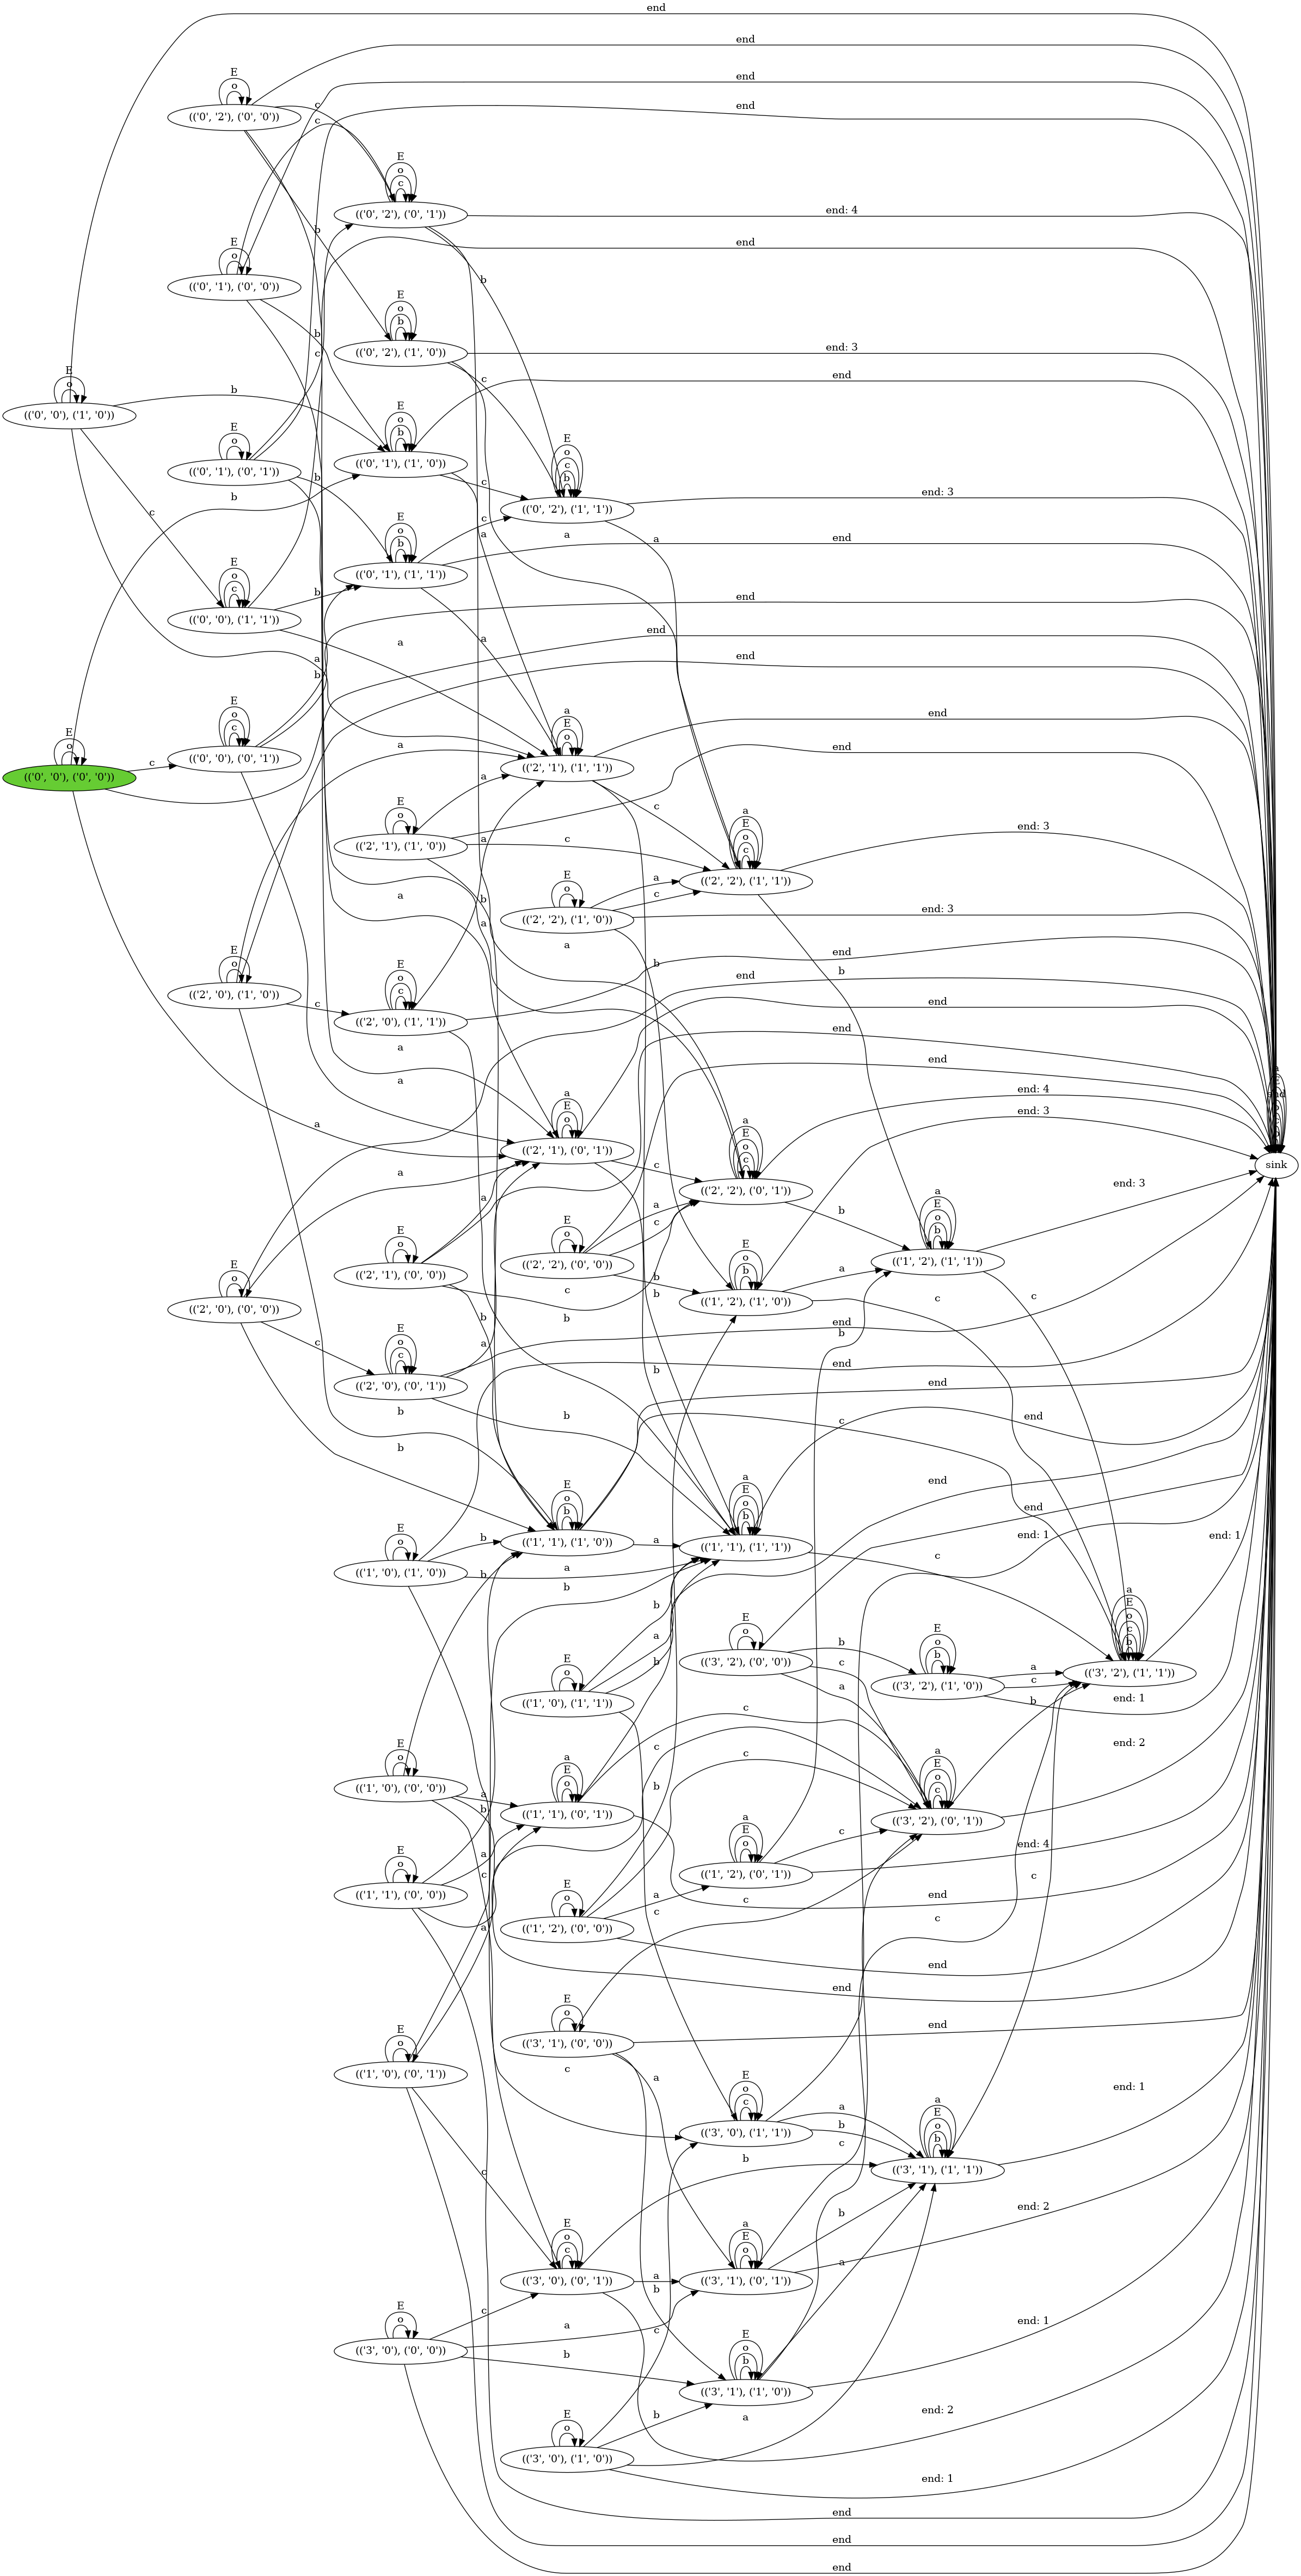 end
end
E
o
c
(('0', '2'), ('0', '0'))
end
c
end
E
o
c
b
(('0', '2'), ('0', '1'))
end: 4
E
o
end
(('0', '1'), ('0', '0'))
b
E
o
b
(('0', '2'), ('1', '0'))
end: 3
b
c
E
o
c
end
(('0', '0'), ('1', '0'))
b
E
o
b
(('0', '1'), ('1', '0'))
E
o
c
b
E
o
(('0', '1'), ('0', '1'))
b
c
(('0', '2'), ('1', '1'))
end: 3
b
c
c
a
a
a
end
E
o
b
(('0', '1'), ('1', '1'))
E
o
c
b
(('0', '0'), ('1', '1'))
end
a
a
a
end
end
b
E
o
c
(('0', '0'), ('0', '1'))
a
E
o
end
(('2', '1'), ('1', '1'))
E
o
(('0', '0'), ('0', '0'))
c
a
a
end
c
E
o
(('2', '1'), ('1', '0'))
a
c
end: 3
a
E
o
c
(('2', '2'), ('1', '1'))
E
o
a
c
(('2', '2'), ('1', '0'))
end: 3
a
b
a
a
end
b
b
E
o
(('2', '0'), ('1', '0'))
c
E
o
c
(('2', '0'), ('1', '1'))
end
end
end
a
a
end
end: 4
a
E
o
(('2', '1'), ('0', '1'))
a
c
end: 3
a
E
o
c
(('2', '2'), ('0', '1'))
sink
a
a
E
o
(('2', '1'), ('0', '0'))
E
o
a
c
b
(('2', '2'), ('0', '0'))
b
a
E
o
b
(('1', '2'), ('1', '1'))
end: 3
E
o
b
(('1', '2'), ('1', '0'))
a
c
c
E
o
(('2', '0'), ('0', '0'))
c
b
c
b
b
end
b
a
E
o
c
(('2', '0'), ('0', '1'))
end
b
end
b
b
b
c
end
E
o
b
(('1', '1'), ('1', '0'))
a
a
E
o
b
(('1', '1'), ('1', '1'))
end
end
end: 1
end: 1
c
E
o
(('1', '0'), ('1', '0'))
b
a
b
b
b
a
b
E
o
(('1', '0'), ('1', '1'))
E
o
(('3', '2'), ('0', '0'))
b
c
a
E
o
b
(('3', '2'), ('1', '0'))
a
c
b
a
E
o
c
b
(('3', '2'), ('1', '1'))
end: 1
end: 2
c
c
c
E
o
(('1', '0'), ('0', '0'))
a
b
a
E
o
(('1', '1'), ('0', '1'))
b
a
E
o
c
(('3', '2'), ('0', '1'))
c
end: 4
a
E
o
(('1', '2'), ('0', '1'))
E
o
(('1', '1'), ('0', '0'))
a
c
a
c
E
o
(('1', '2'), ('0', '0'))
end
c
c
c
end
end
a
E
o
(('3', '1'), ('0', '0'))
end
E
o
(('1', '0'), ('0', '1'))
c
a
E
o
c
(('3', '0'), ('1', '1'))
a
b
c
a
E
o
b
(('3', '1'), ('1', '1'))
end: 1
c
b
E
o
c
(('3', '0'), ('0', '1'))
a
b
a
E
o
(('3', '1'), ('0', '1'))
b
end: 2
a
E
o
(('3', '0'), ('0', '0'))
c
a
b
c
E
o
b
(('3', '1'), ('1', '0'))
end: 1
E
o
(('3', '0'), ('1', '0'))
b
a
end: 2
end: 1
end
end
end